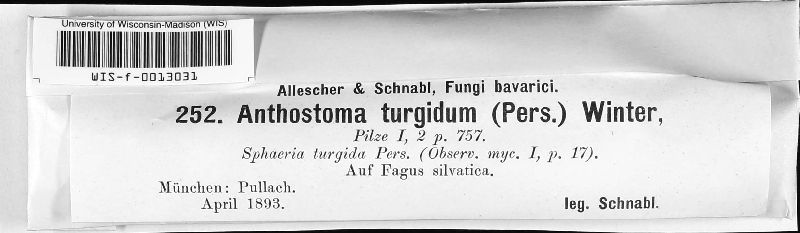 University of Wisconsin-Madison (WIS)
WIS-f-0013031
Allescher & Schnabl, Fungi bavarici.
252. Anthostoma turgidum (Pers.) Winter,
Pilze I, 2 p. 757.
Sphaeria turgida Pers. (Observ. myc. I, p. 17).
Auf Fagus silvatica.
München: Pullach.
April 1893.
leg. Schnabl.